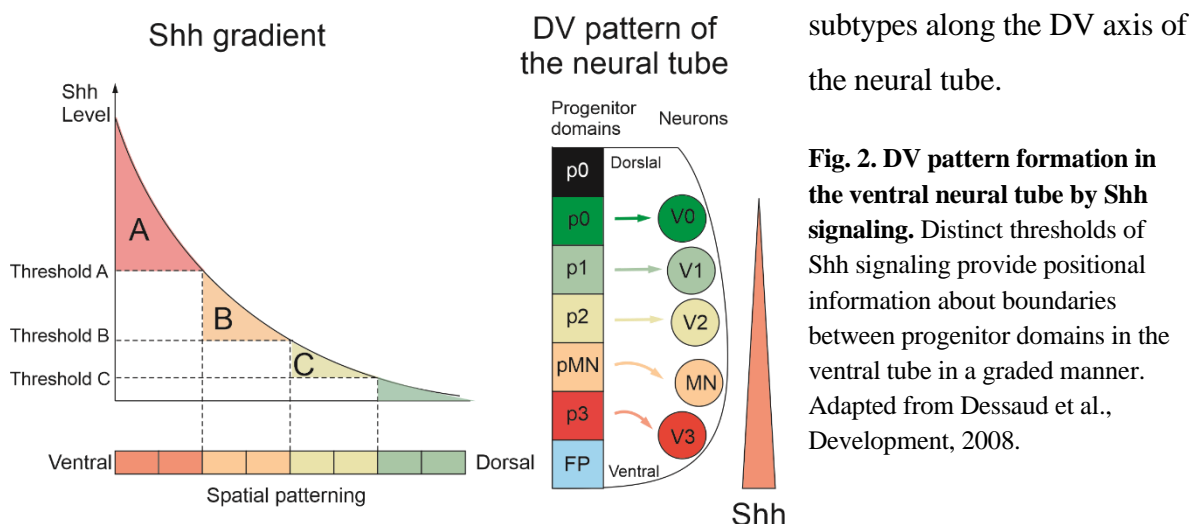 Shh gradient
Shh
Level
A
Threshold A
B
Threshold B
C
Threshold C
Ventral
Dorsal
Spatial patterning
DV pattern of
the neural tube
Progenitor
domains
Neurons
p0
Dorslal
p0
V0
p1
V1
p2
V2
pMN
MN
p3
V3
FP
Ventral
Shh
subtypes along the DV axis of
the neural tube.
Fig. 2. DV pattern formation in
the ventral neural tube by Shh
signaling. Distinct thresholds of
Shh signaling provide positional
information about boundaries
between progenitor domains in the
ventral tube in a graded manner.
Adapted from Dessaud et al.,
Development, 2008.